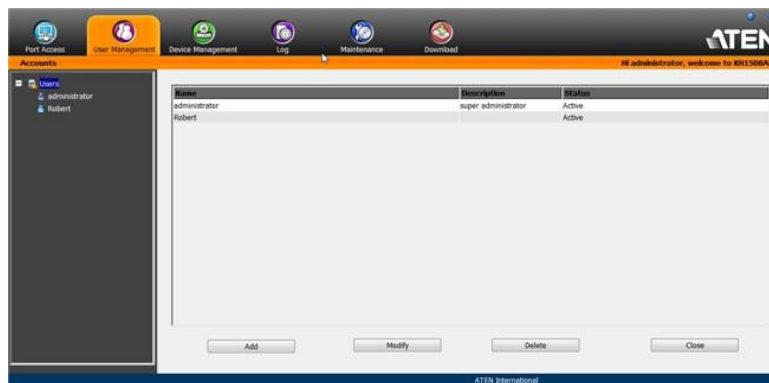 Port Access User Management Device Management Log Maintenance Download
ATEN
Accounts Hi administrator, welcome to
Users
administrator
Robert
Name Description Status
administrator super administrator Active
Robert Active
Add Modify Delete Close
ATEN International